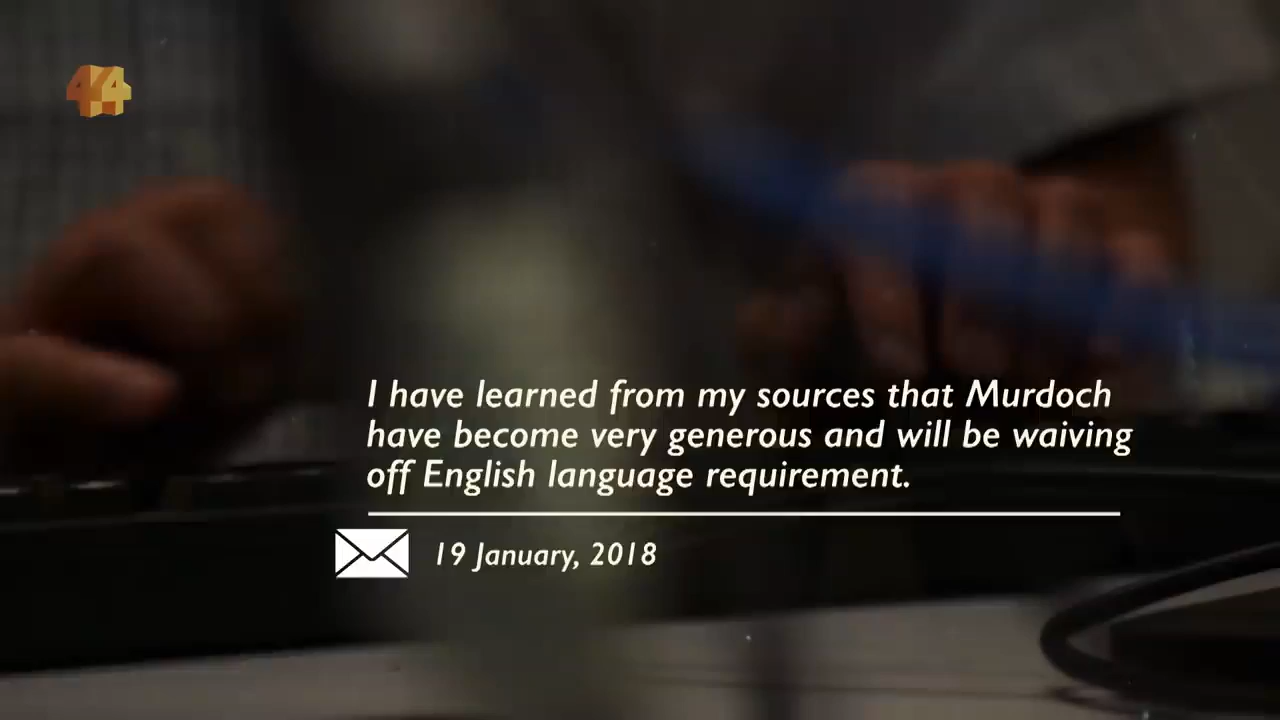 44
I have learned from my sources that Murdoch
have become very generous and will be waiving
off English language requirement.
19 January, 2018